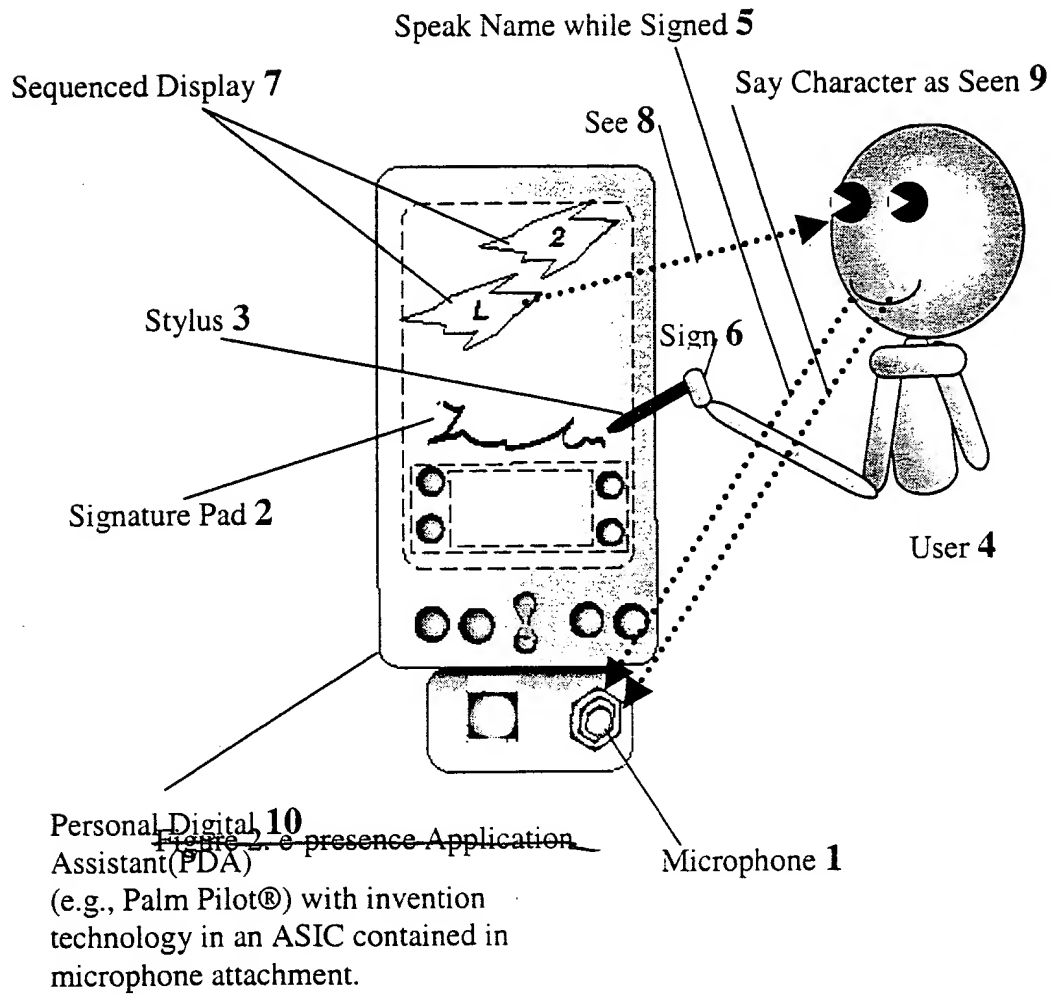 Speak Name while Signed 5
Sequenced Display 7
Say Character as Seen 9
See 8
2
L
Stylus 3
Sign 6
Signature Pad 2
User 4
Personal Digital 10
Figure 2. e-presence Application
Assistant(PDA)
Microphone 1
(e.g., Palm Pilot®) with invention
technology in an ASIC contained in
microphone attachment.